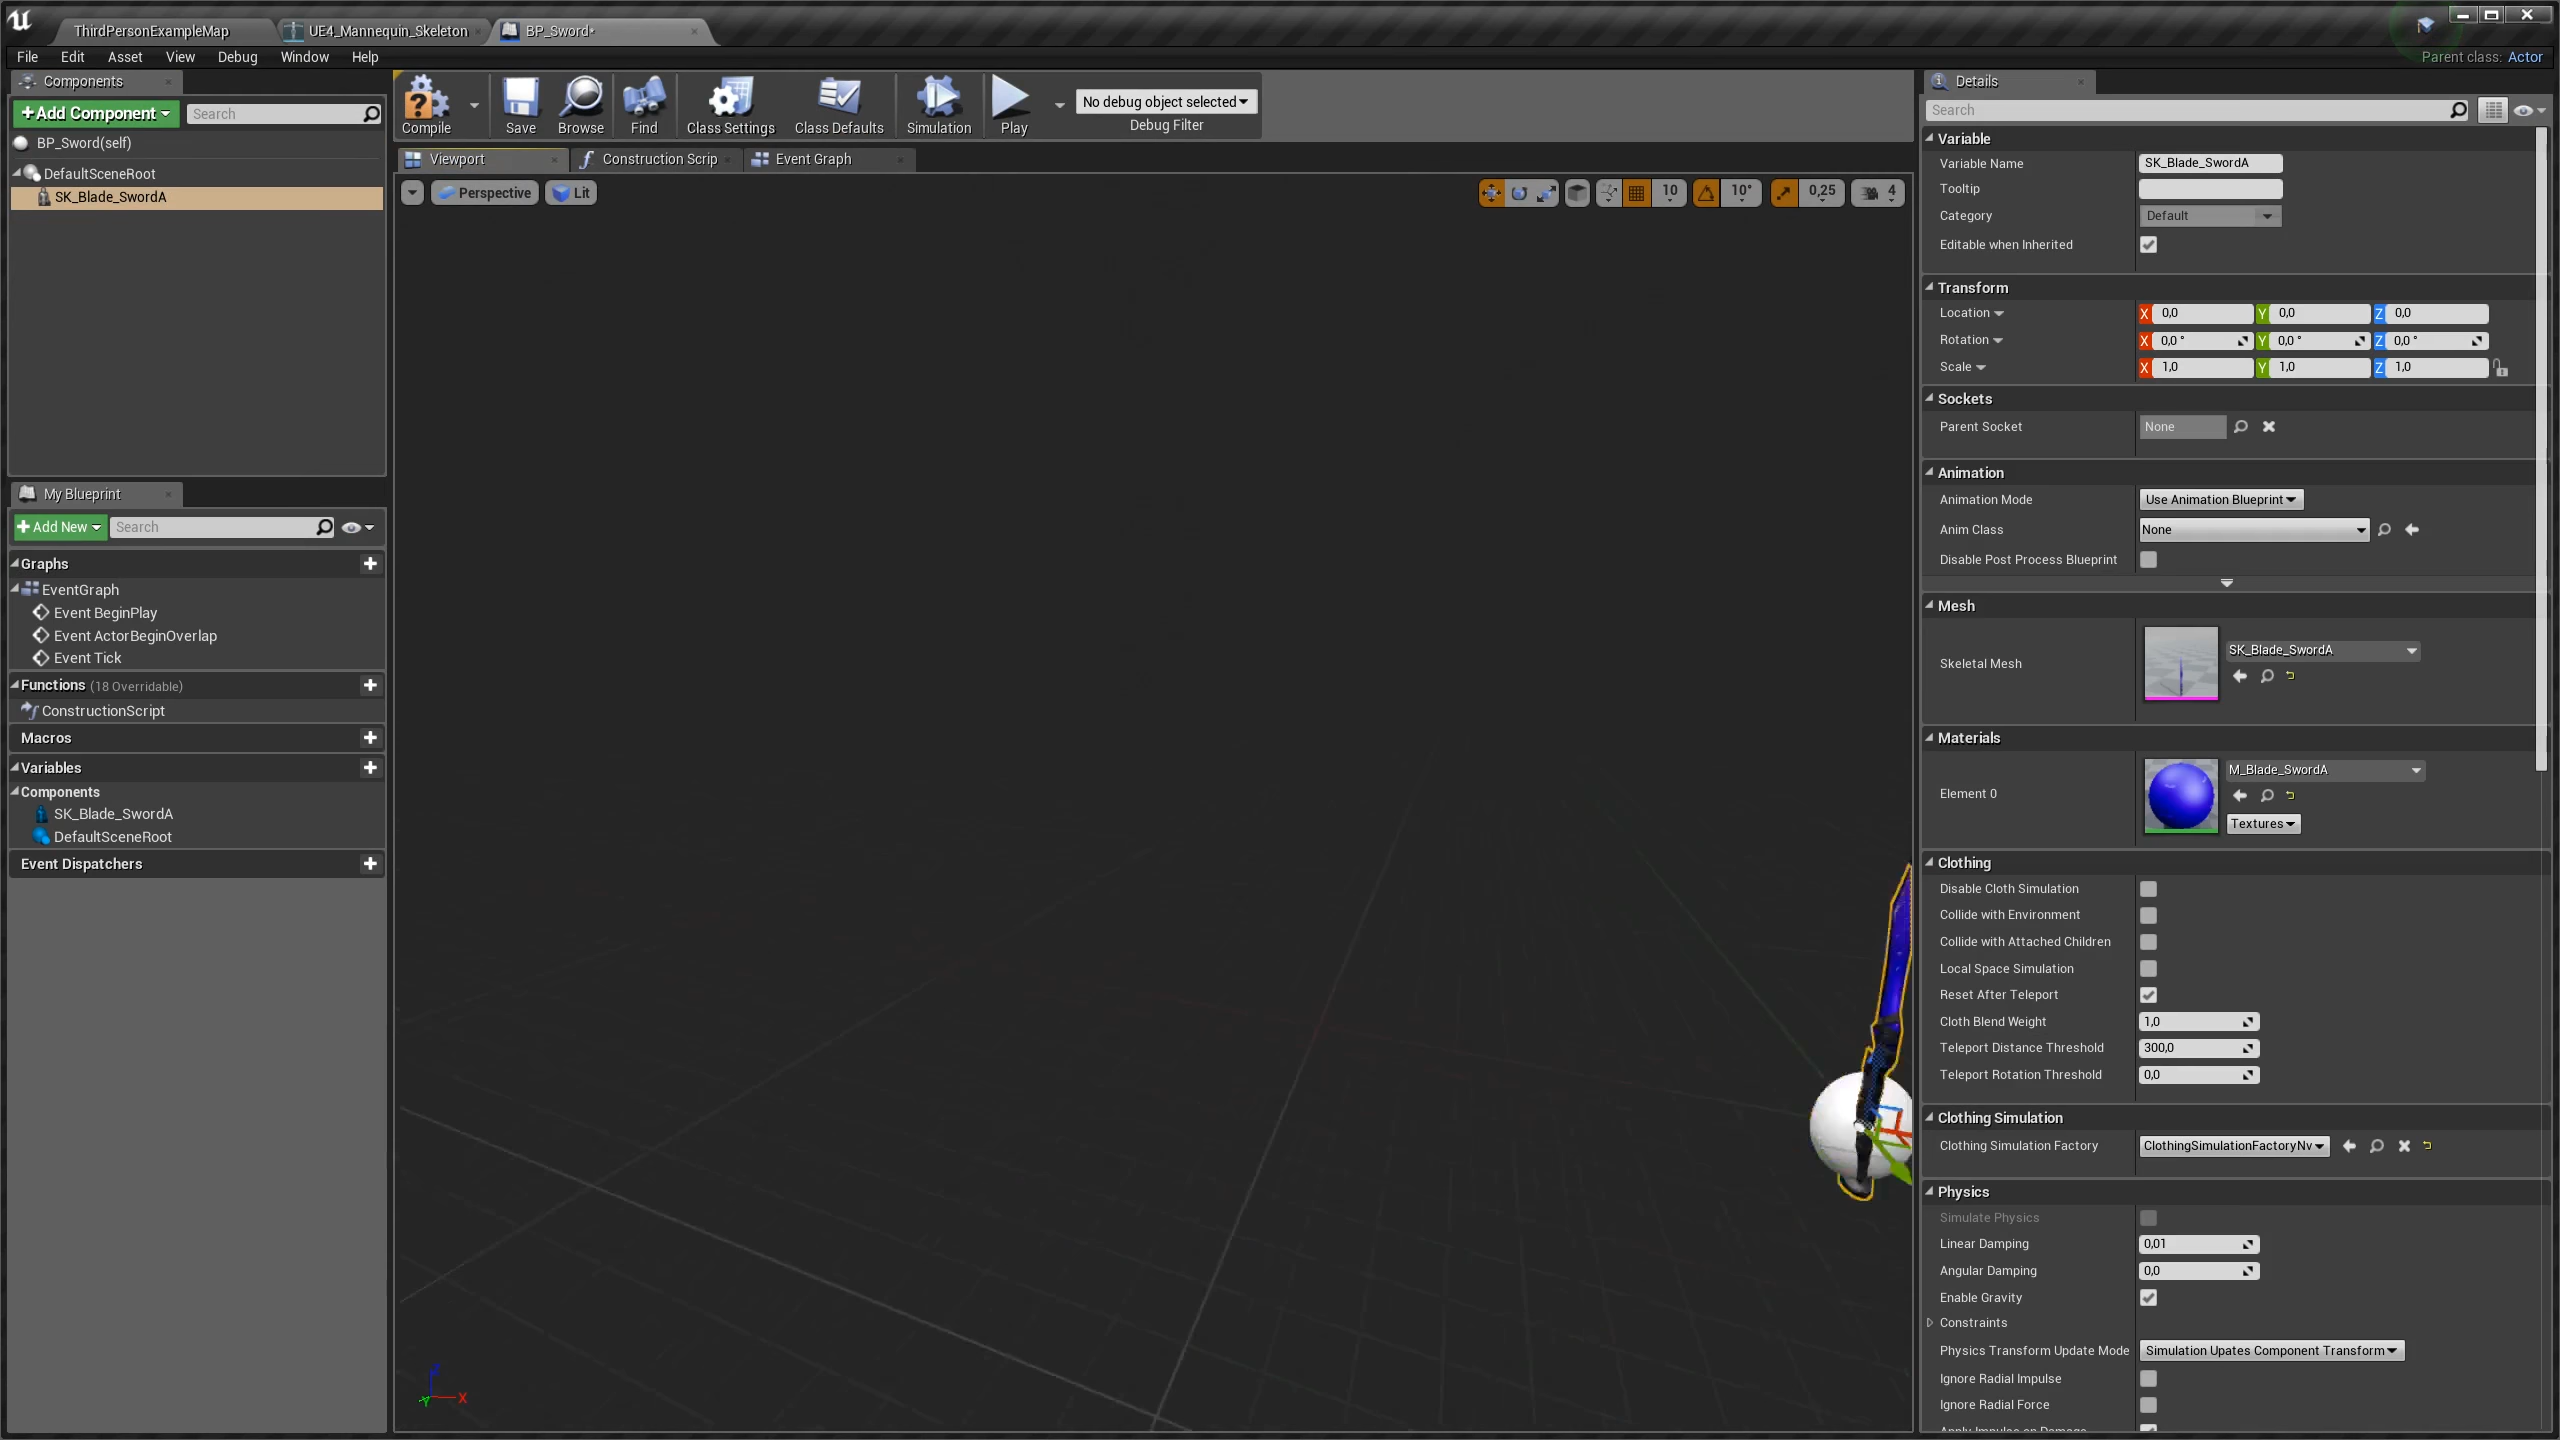 ThirdPersonExampleMap
UE4_Mannequin_Skeleton
BP_Sword•
File
Edit
Asset
View
Debug
Window
Help
Parent class: Actor
Components
+Add Component
Search
BP_Sword(self)
DefaultSceneRoot
SK_Blade_SwordA
My Blueprint
+Add New
Search
Graphs
EventGraph
Event BeginPlay
Event ActorBeginOverlap
Event Tick
Functions (18 Overridable)
ConstructionScript
Macros
Variables
Components
SK_Blade_SwordA
DefaultSceneRoot
Event Dispatchers
Compile
Save
Browse
Find
Class Settings
Class Defaults
Simulation
Play
No debug object selected
Debug Filter
Viewport
Construction Scrip
Event Graph
Perspective
Lit
10
10°
0,25
4
X
Details
Search
Variable
Variable Name SK_Blade_SwordA
Tooltip
Category Default
Editable when Inherited
Transform
Location X 0,0 Y 0,0 Z 0,0
Rotation X 0,0 ° Y 0,0 ° Z 0,0 °
Scale X 1,0 Y 1,0 Z 1,0
Sockets
Parent Socket None
Animation
Animation Mode Use Animation Blueprint
Anim Class None
Disable Post Process Blueprint
Mesh
Skeletal Mesh SK_Blade_SwordA
Materials
Element 0 M_Blade_SwordA
Textures
Clothing
Disable Cloth Simulation
Collide with Environment
Collide with Attached Children
Local Space Simulation
Reset After Teleport
Cloth Blend Weight 1,0
Teleport Distance Threshold 300,0
Teleport Rotation Threshold 0,0
Clothing Simulation
Clothing Simulation Factory ClothingSimulationFactoryNv
Physics
Simulate Physics
Linear Damping 0,01
Angular Damping 0,0
Enable Gravity
Constraints
Physics Transform Update Mode Simulation Upates Component Transform
Ignore Radial Impulse
Ignore Radial Force